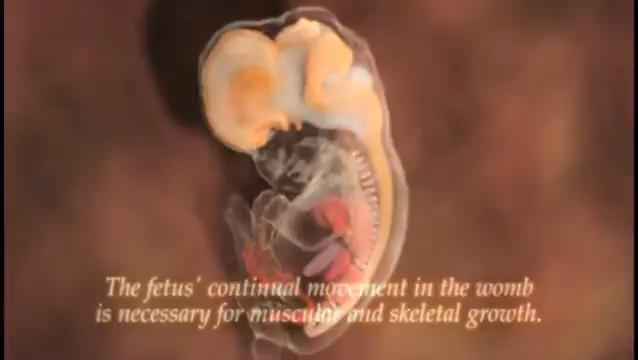 The fetus' continual movement in the womb
is necessary for muscular and skeletal growth.